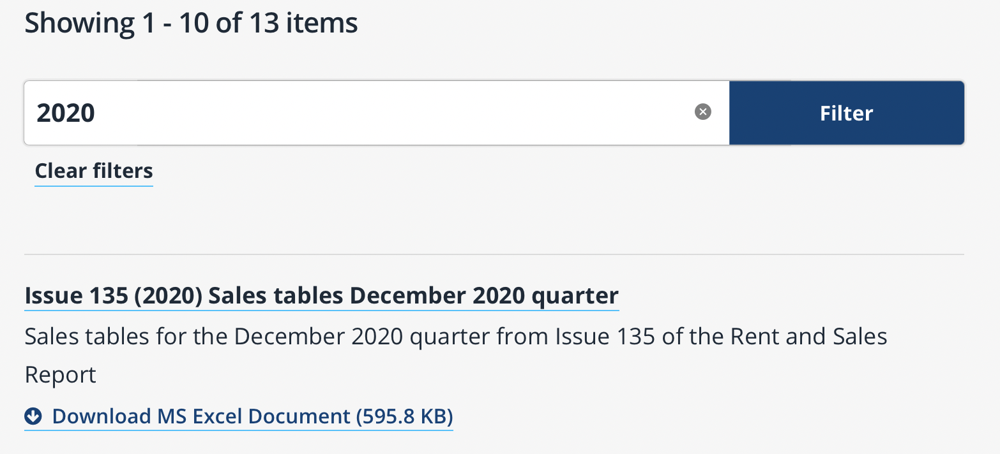 Showing 1 - 10 of 13 items
2020
Filter
Clear filters
Issue 135 (2020) Sales tables December 2020 quarter
Sales tables for the December 2020 quarter from Issue 135 of the Rent and Sales
Report
Download MS Excel Document (595.8 KB)